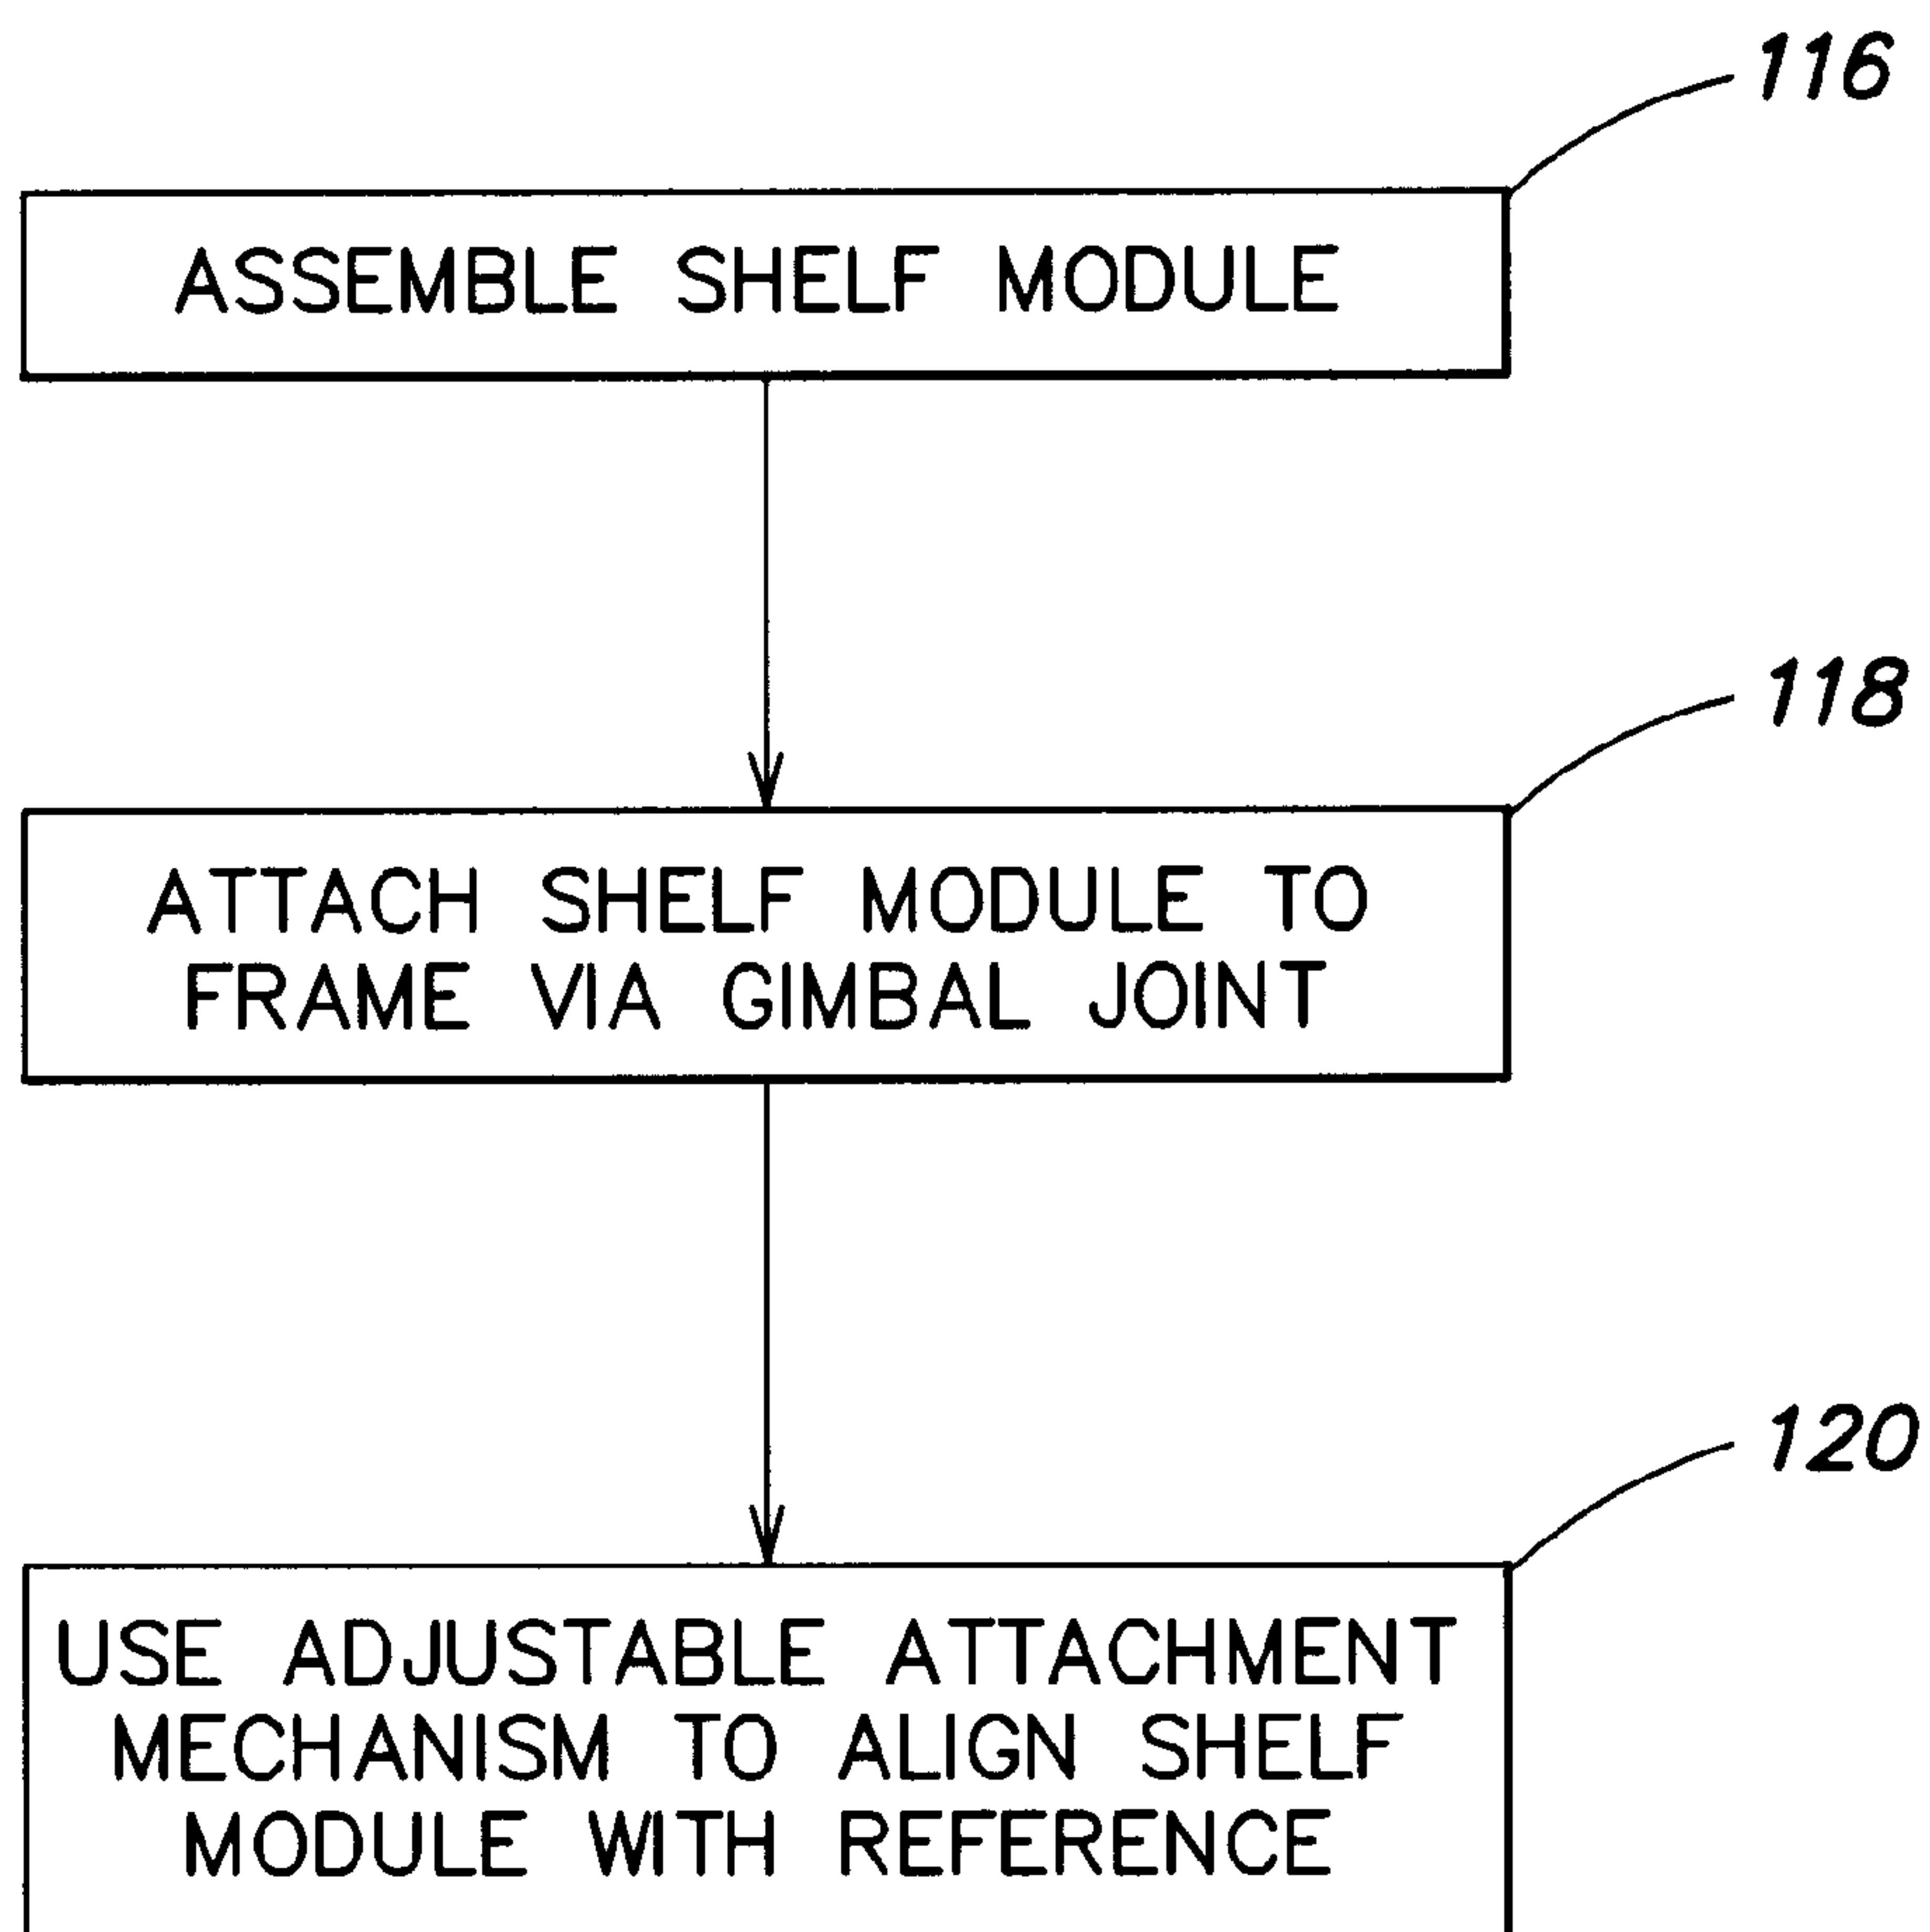 116
ASSEMBLE SHELF MODULE
118
ATTACH SHELF MODULE TO
FRAME VIA GIMBAL JOINT
120
USE ADJUSTABLE ATTACHMENT
MECHANISM TO ALIGN SHELF
MODULE WITH REFERENCE